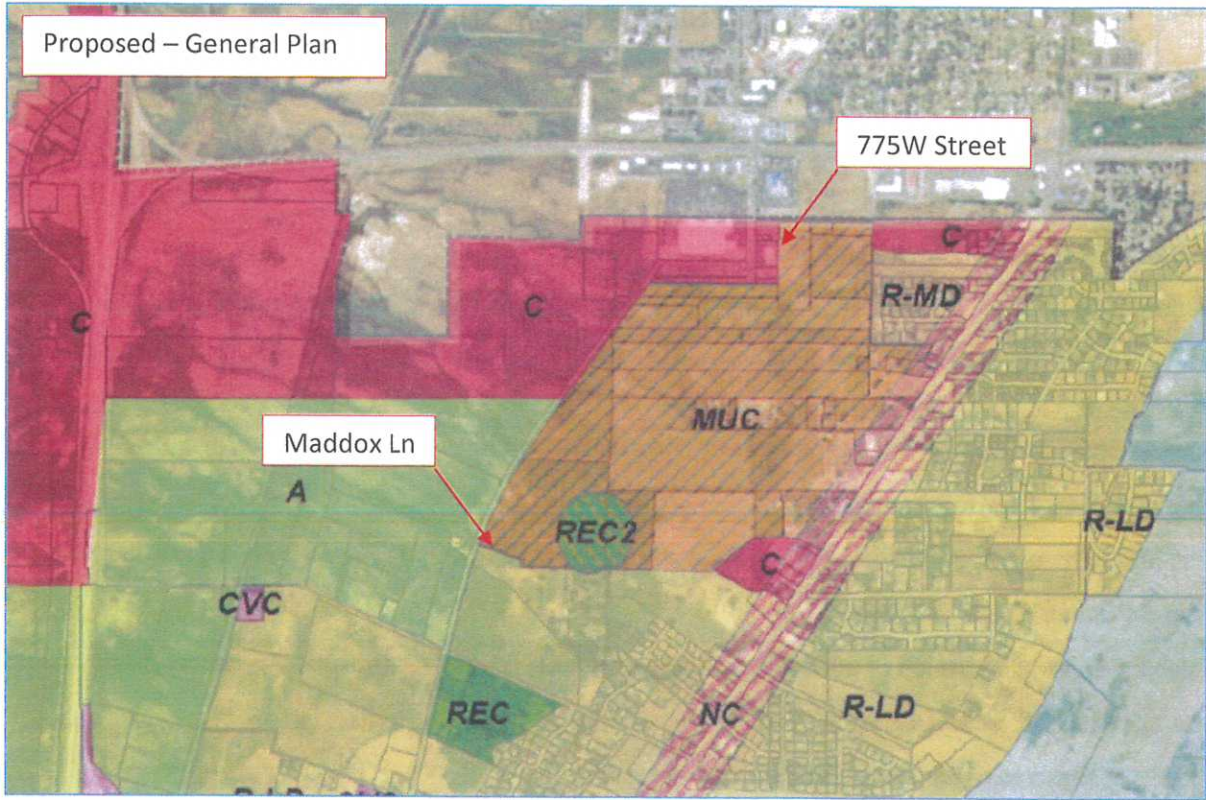 Proposed – General Plan
775W Street
C
R-MD
C
C
MUC
Maddox Ln
A
REC2
R-LD
C
CVC
REC
NC
R-LD